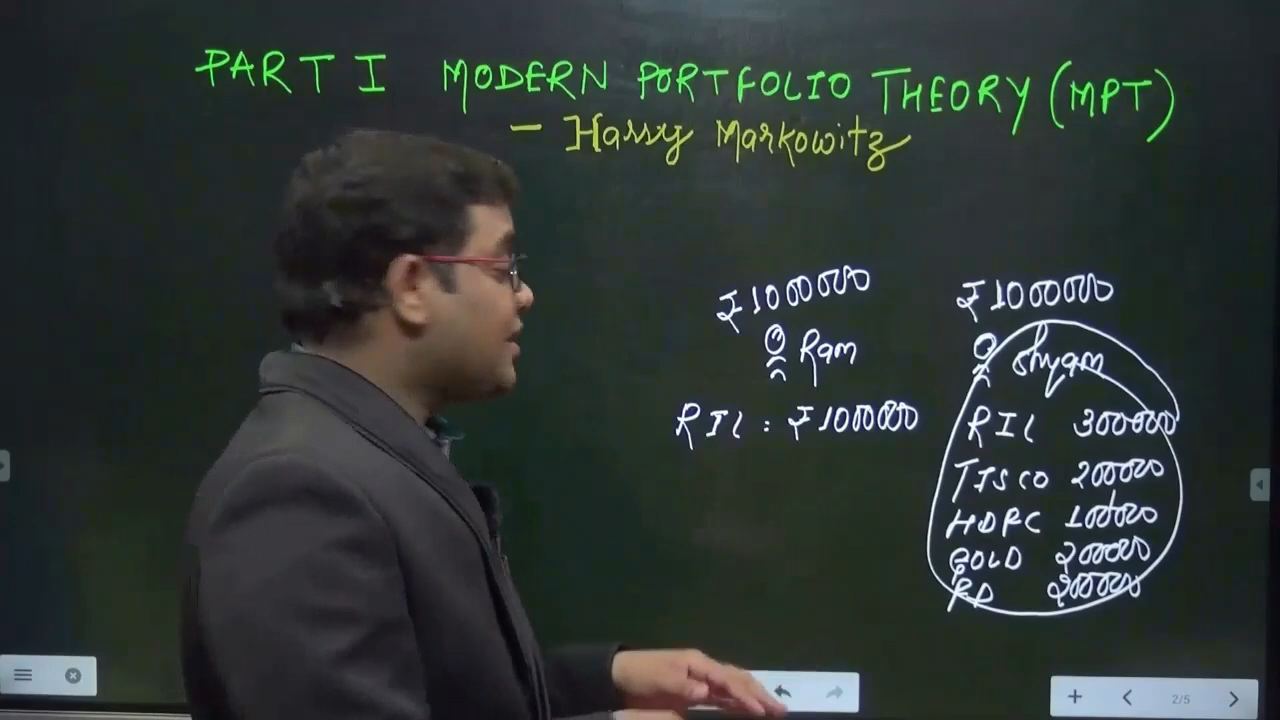 PART I MODERN PORTFOLIO THEORY (MPT)
- Harry Markowitz
₹1000000 ₹1000000
Ram Shyam
RIL : ₹1000000
RIL 300000
TISCO 200000
HDFC 100000
GOLD 200000
FD 200000
2/5